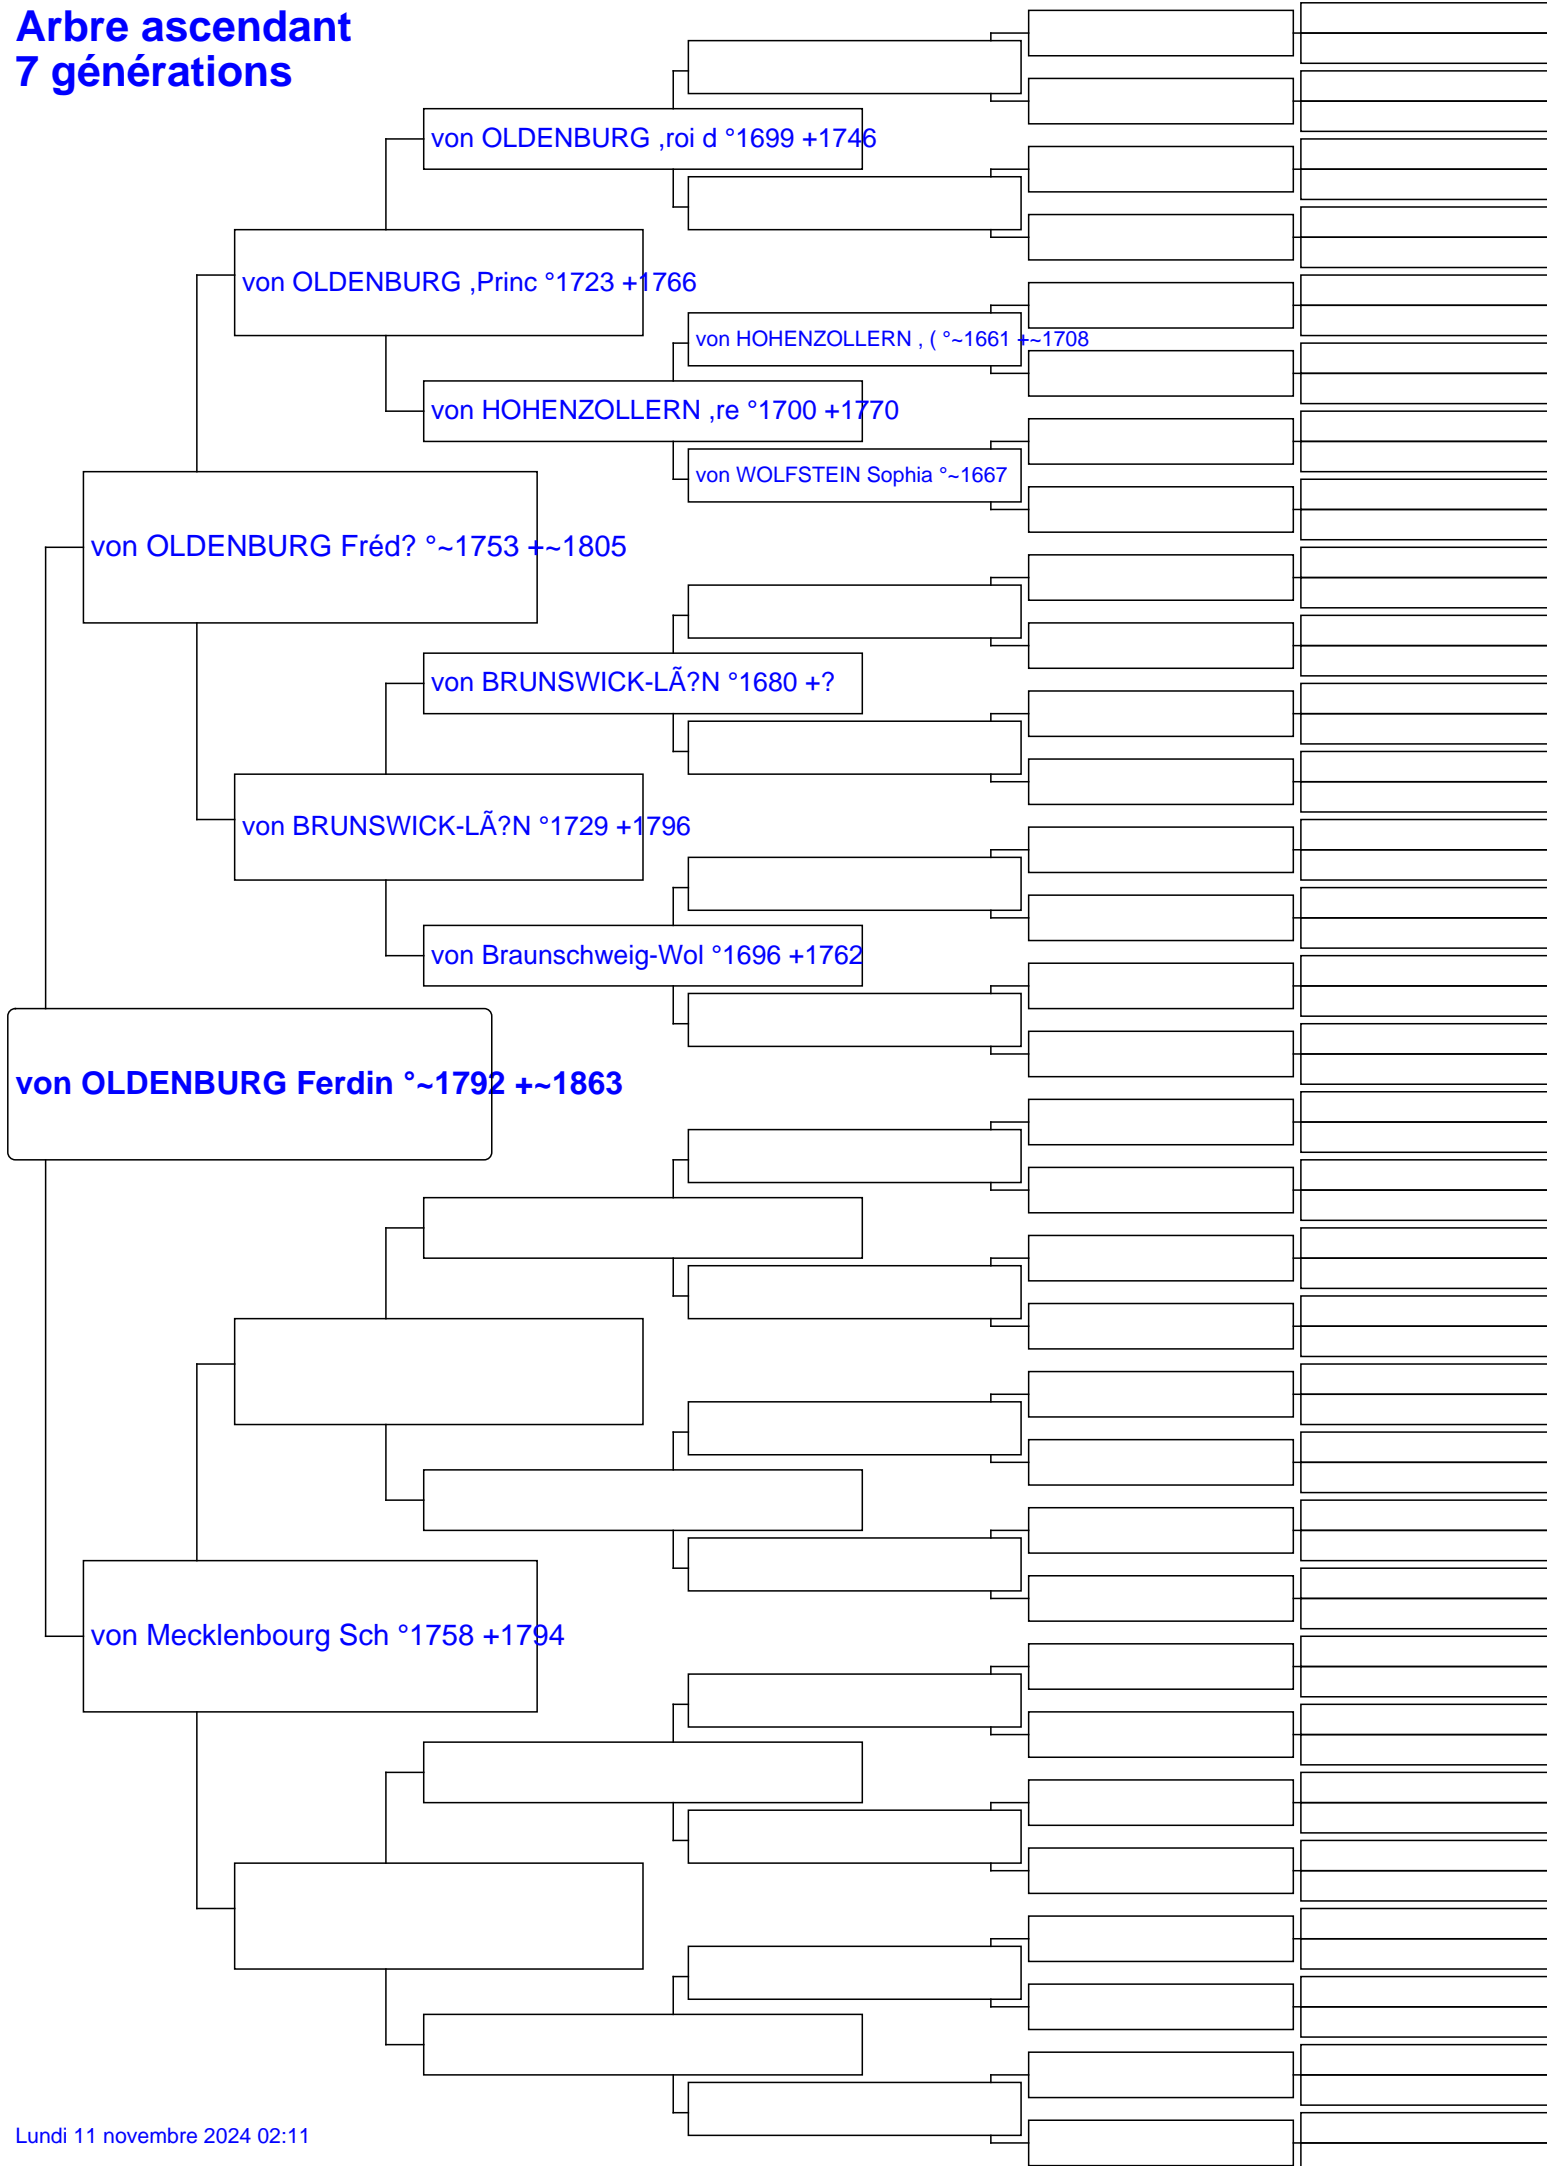 Arbre ascendant
7 générations
von OLDENBURG ,roi d °1699 +1746
von OLDENBURG ,Princ °1723 +1766
von HOHENZOLLERN , ( °~1661 +~1708
von HOHENZOLLERN ,re °1700 +1770
von WOLFSTEIN Sophia °~1667
von OLDENBURG Fréd? °~1753 +~1805
von BRUNSWICK-LÃ?N °1680 +?
von BRUNSWICK-LÃ?N °1729 +1796
von Braunschweig-Wol °1696 +1762
von OLDENBURG Ferdin °~1792 +~1863
von Mecklenbourg Sch °1758 +1794
Lundi 11 novembre 2024 02:11